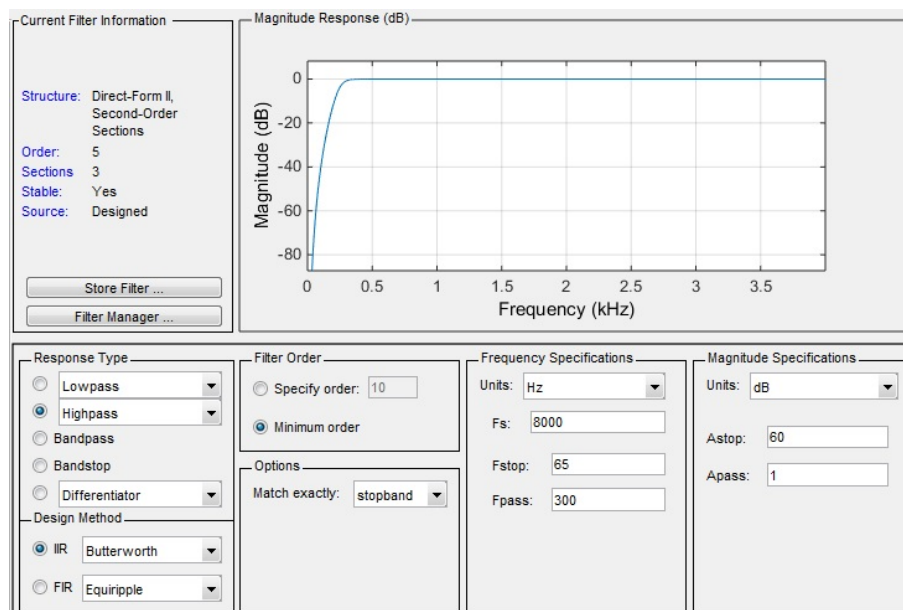 Current Filter Information
Structure: Direct-Form II,
Second-Order
Sections
Order: 5
Sections 3
Stable: Yes
Source: Designed
Store Filter ...
Filter Manager ...
Magnitude Response (dB)
0
-20
-40
-60
-80
Magnitude (dB)
0 0.5 1 1.5 2 2.5 3 3.5
Frequency (kHz)
Response Type
Lowpass
Highpass
Bandpass
Bandstop
Differentiator
Design Method
IIR Butterworth
FIR Equiripple
Filter Order
Specify order: 10
Minimum order
Options
Match exactly: stopband
Frequency Specifications
Units: Hz
Fs: 8000
Fstop: 65
Fpass: 300
Magnitude Specifications
Units: dB
Astop: 60
Apass: 1